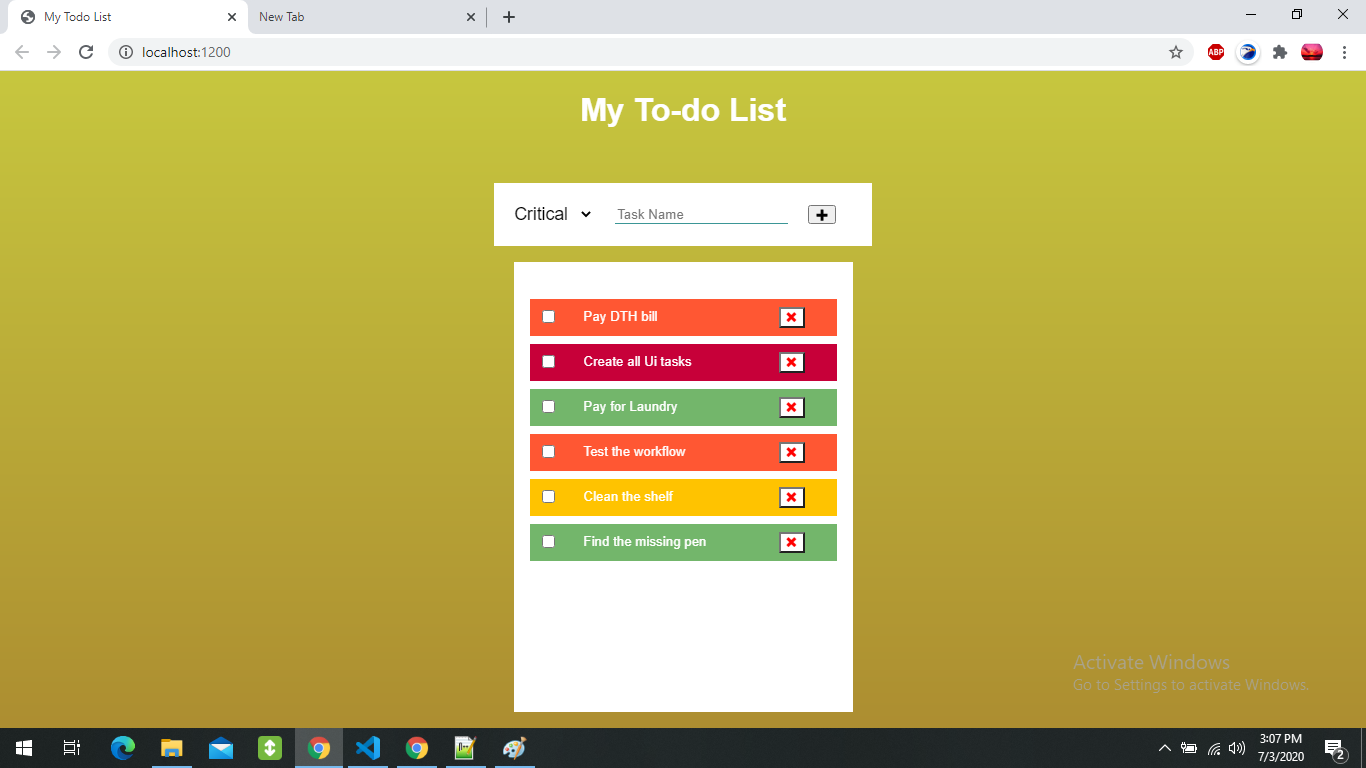 My Todo List
New Tab
localhost:1200
ABP
My To-do List
Critical
Task Name
Pay DTH bill
Create all Ui tasks
Pay for Laundry
Test the workflow
Clean the shelf
Find the missing pen
Activate Windows
Go to Settings to activate Windows.
3:07 PM
7/3/2020
2